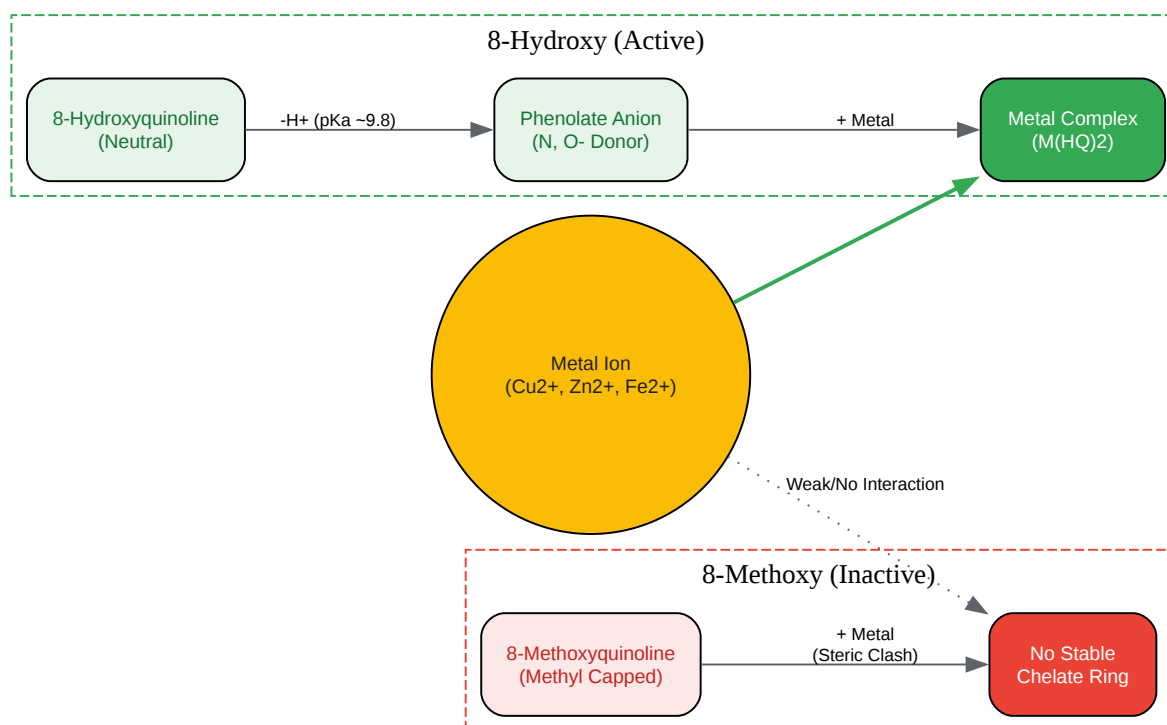 8-Hydroxy (Active)
8-Hydroxyquinoline
(Neutral)
-H+ (pKa ~9.8)
Phenolate Anion
(N, O- Donor)
+ Metal
Metal Complex
(M(HQ)2)
Metal Ion
(Cu2+, Zn2+, Fe2+)
Weak/No Interaction
8-Methoxy (Inactive)
8-Methoxyquinoline
(Methyl Capped)
+ Metal
(Steric Clash)
No Stable
Chelate Ring